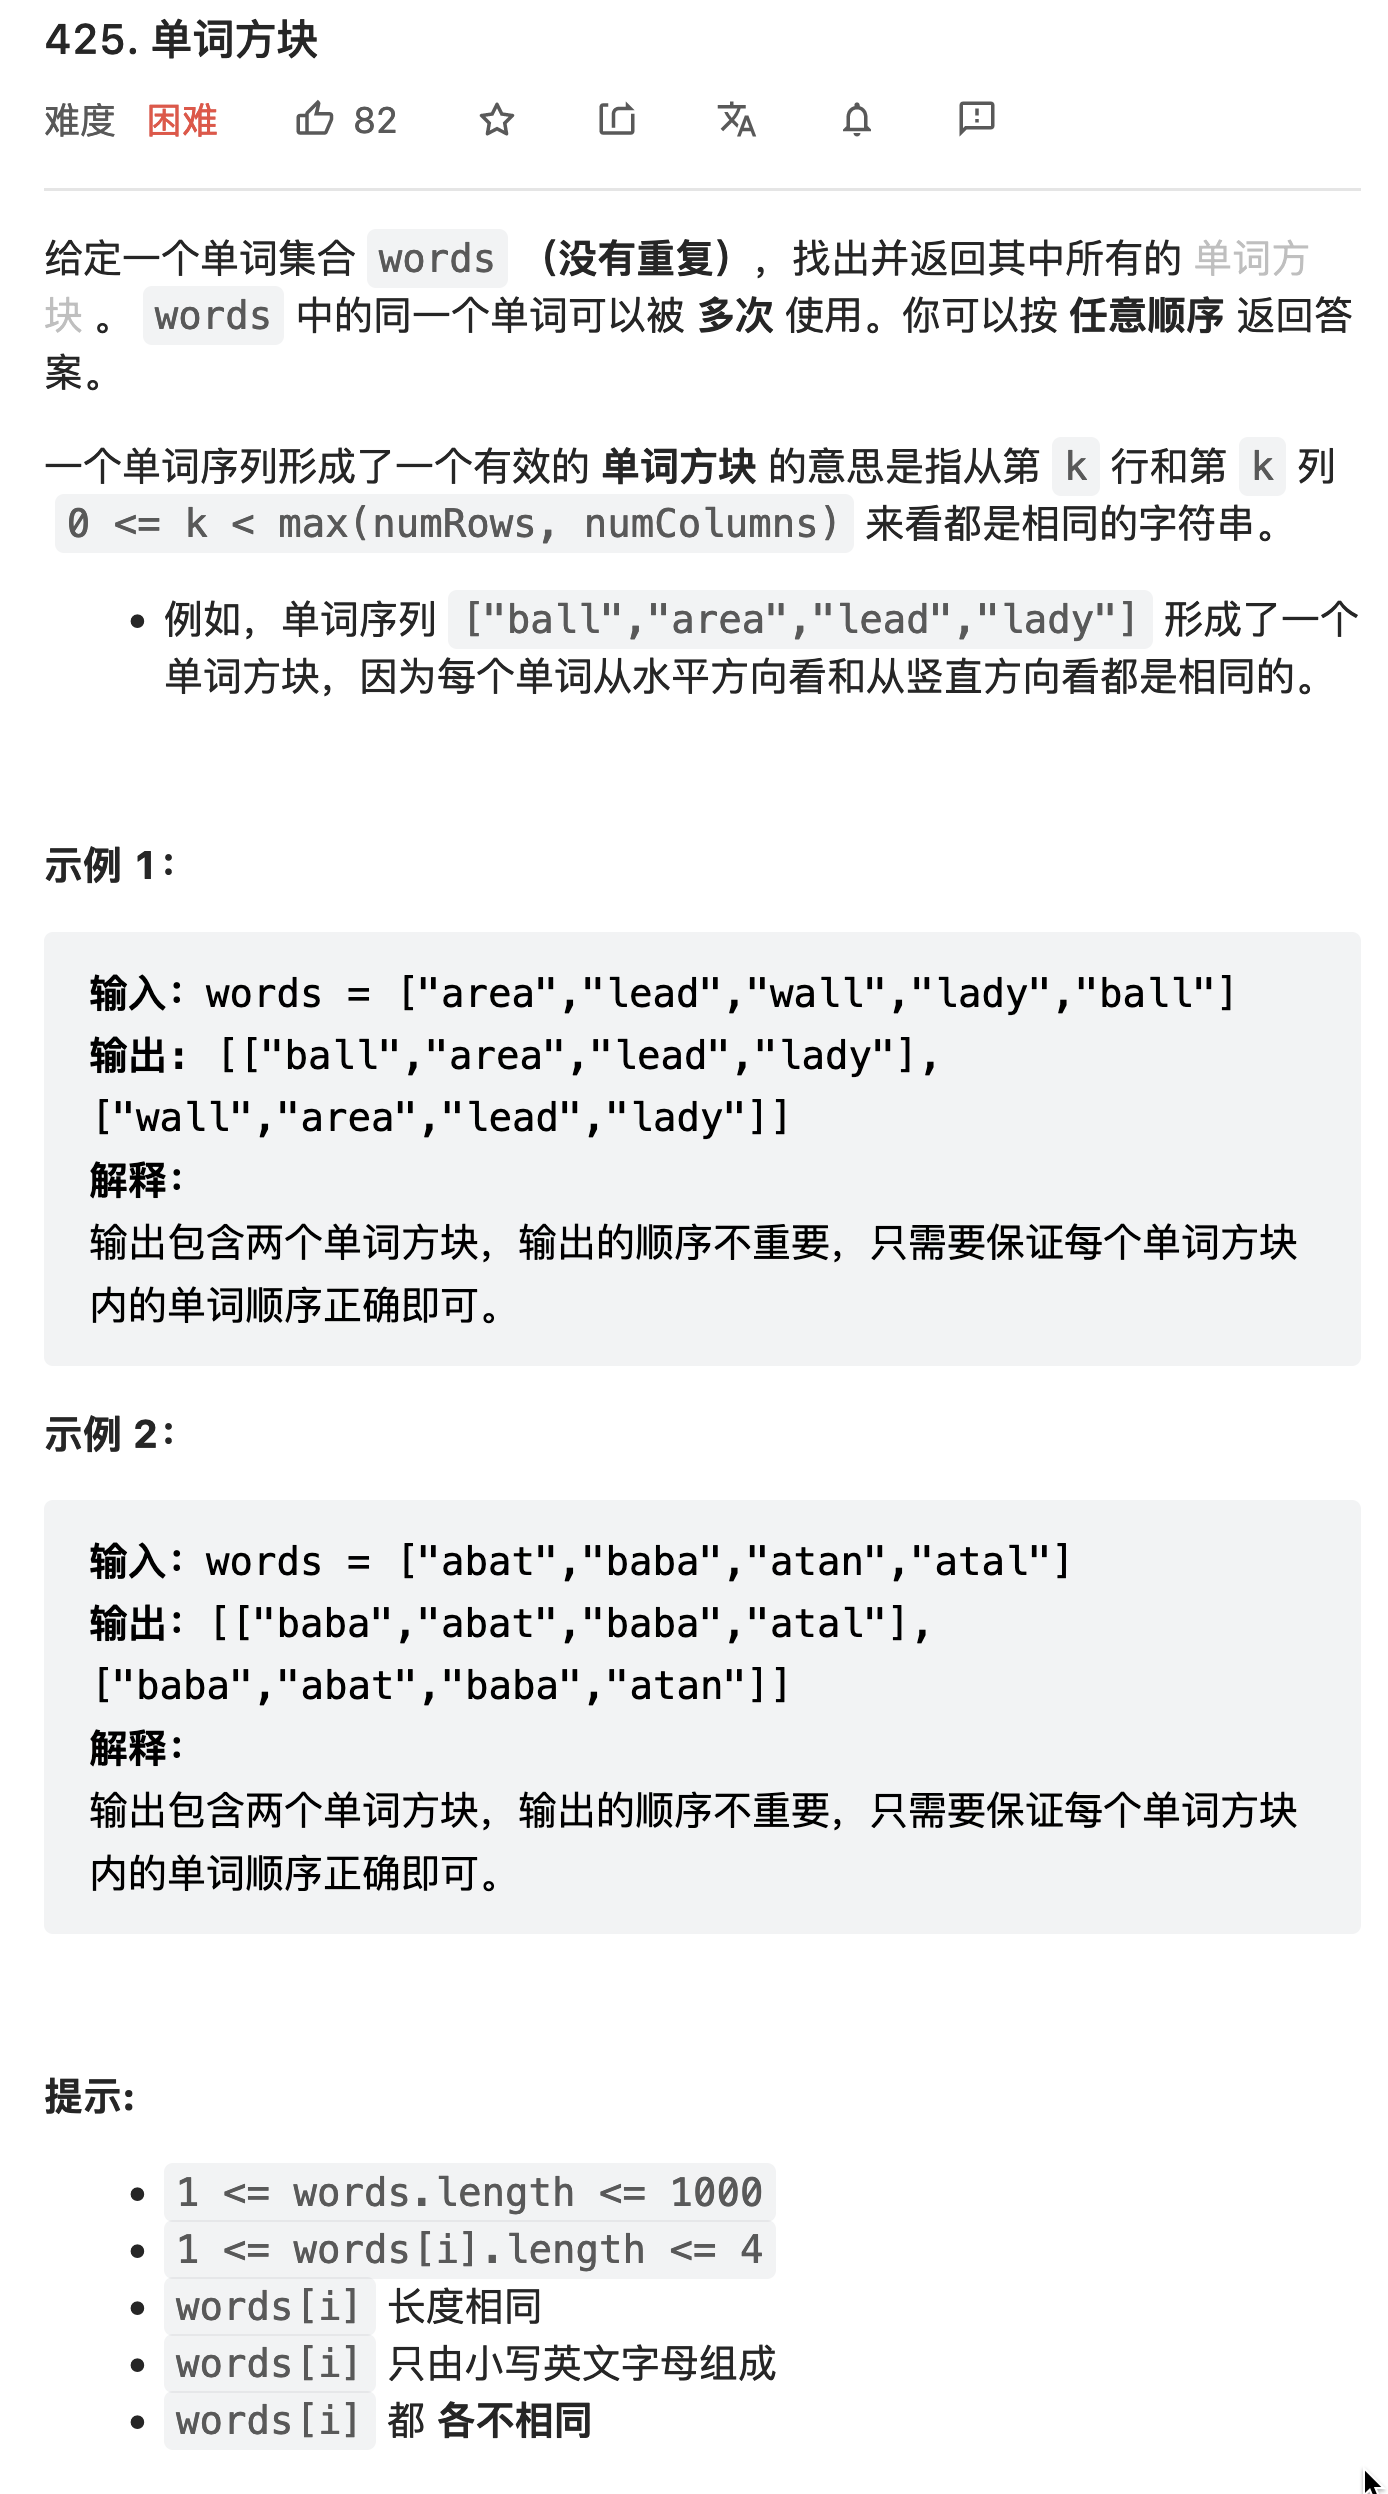 425. 单词方块
难度 困难 82
给定一个单词集合 words （没有重复），找出并返回其中所有的 单词方
块 。 words 中的同一个单词可以被 多次 使用。你可以按 任意顺序 返回答
案。
一个单词序列形成了一个有效的 单词方块 的意思是指从第 k 行和第 k 列
0 <= k < max(numRows, numColumns) 来看都是相同的字符串。
• 例如，单词序列 ["ball","area","lead","lady"] 形成了一个
单词方块，因为每个单词从水平方向看和从竖直方向看都是相同的。
示例 1：
输入：words = ["area","lead","wall","lady","ball"]
输出: [["ball","area","lead","lady"],
["wall","area","lead","lady"]]
解释：
输出包含两个单词方块，输出的顺序不重要，只需要保证每个单词方块
内的单词顺序正确即可。
示例 2：
输入：words = ["abat","baba","atan","atal"]
输出：[["baba","abat","baba","atal"],
["baba","abat","baba","atan"]]
解释：
输出包含两个单词方块，输出的顺序不重要，只需要保证每个单词方块
内的单词顺序正确即可。
提示:
• 1 <= words.length <= 1000
• 1 <= words[i].length <= 4
• words[i] 长度相同
• words[i] 只由小写英文字母组成
• words[i] 都 各不相同